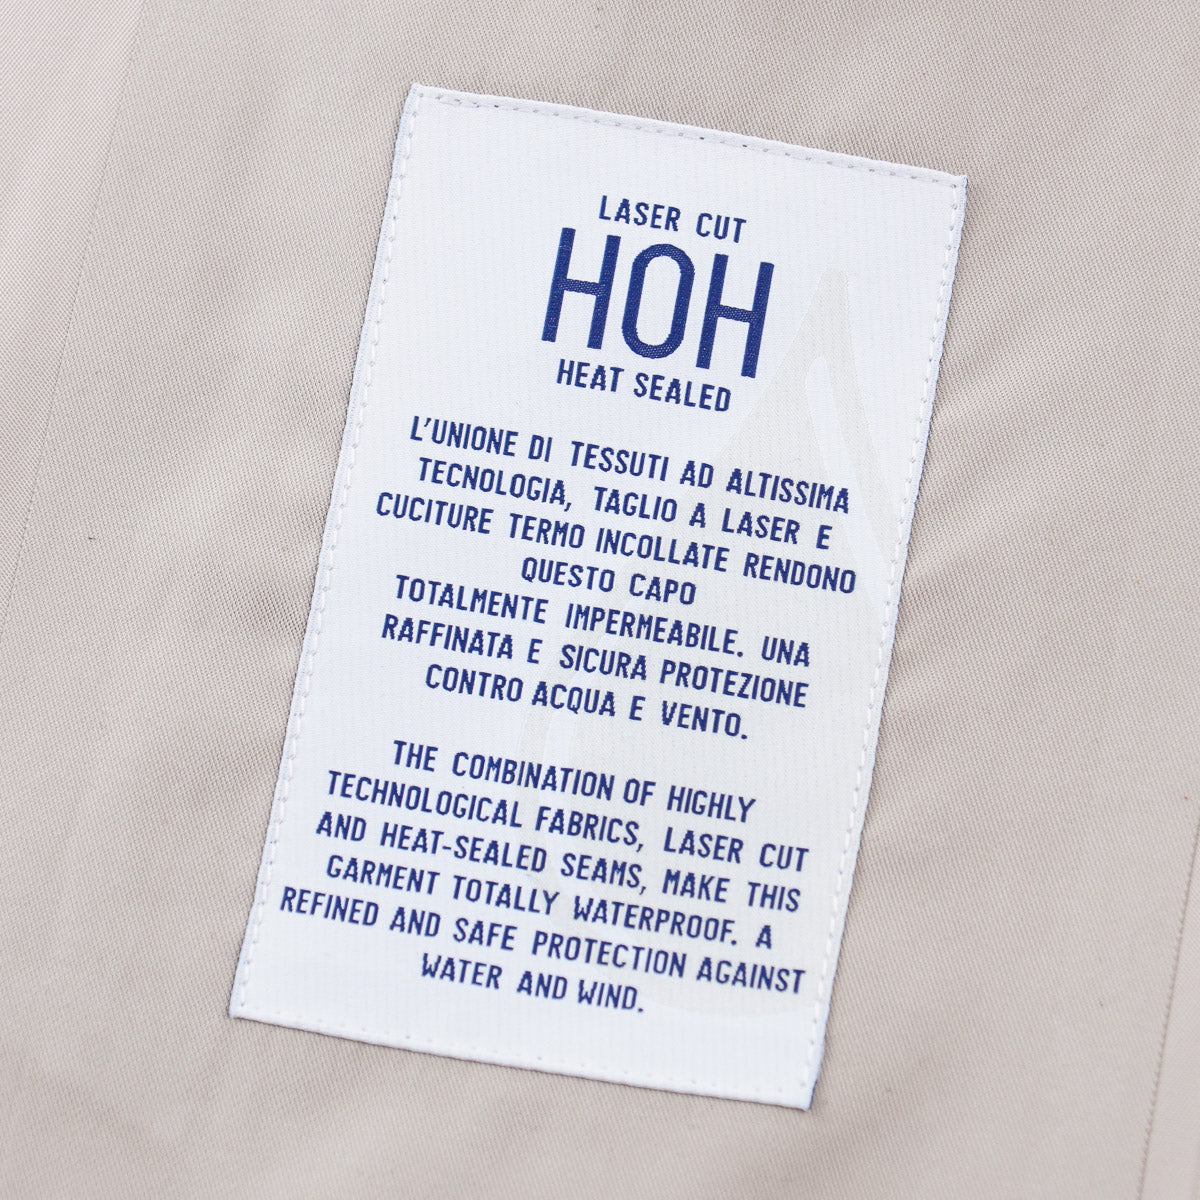 LASER CUT
HOH
HEAT SEALED
L'UNIONE DI TESSUTI AD ALTISSIMA
TECNOLOGIA, TAGLIO A LASER E
CUCITURE TERMO INCOLLATE RENDONO
QUESTO CAPO
TOTALMENTE IMPERMEABILE. UNA
RAFFINATA E SICURA PROTEZIONE
CONTRO ACQUA E VENTO.
THE COMBINATION OF HIGHLY
TECHNOLOGICAL FABRICS, LASER CUT
AND HEAT-SEALED SEAMS, MAKE THIS
GARMENT TOTALLY WATERPROOF. A
REFINED AND SAFE PROTECTION AGAINST
WATER AND WIND.